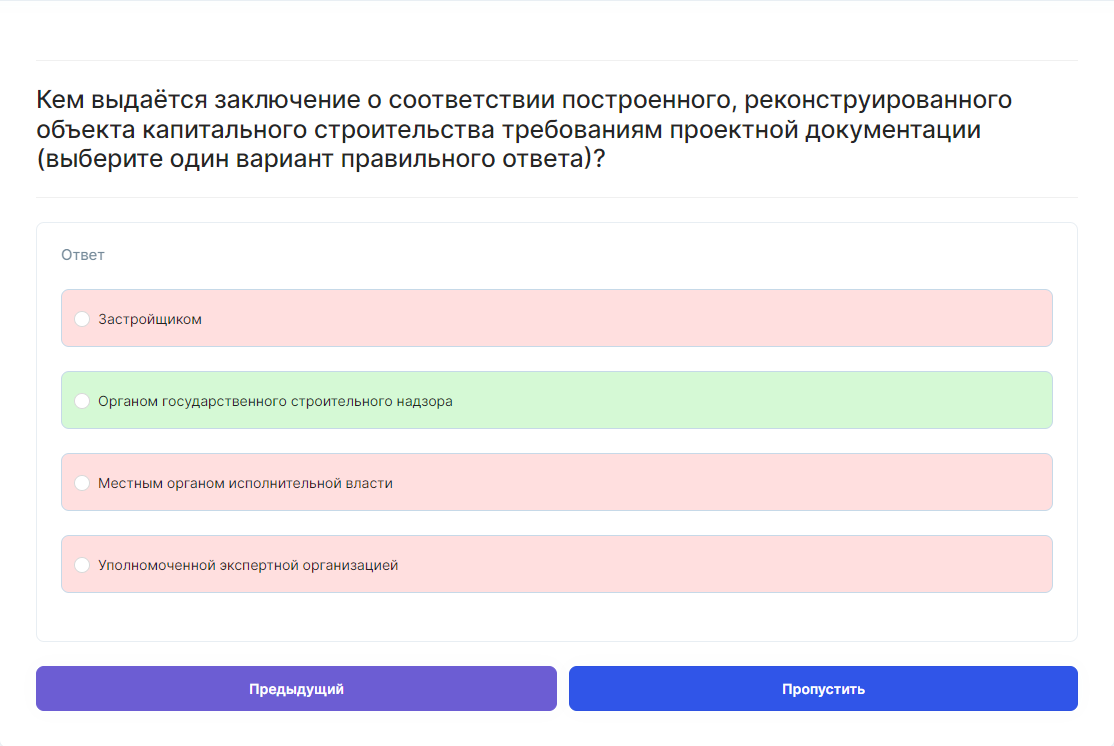 Кем выдаётся заключение о соответствии построенного, реконструированного
объекта капитального строительства требованиям проектной документации
(выберите один вариант правильного ответа)?
Ответ
Застройщиком
Органом государственного строительного надзора
Местным органом исполнительной власти
Уполномоченной экспертной организацией
Предыдущий
Пропустить